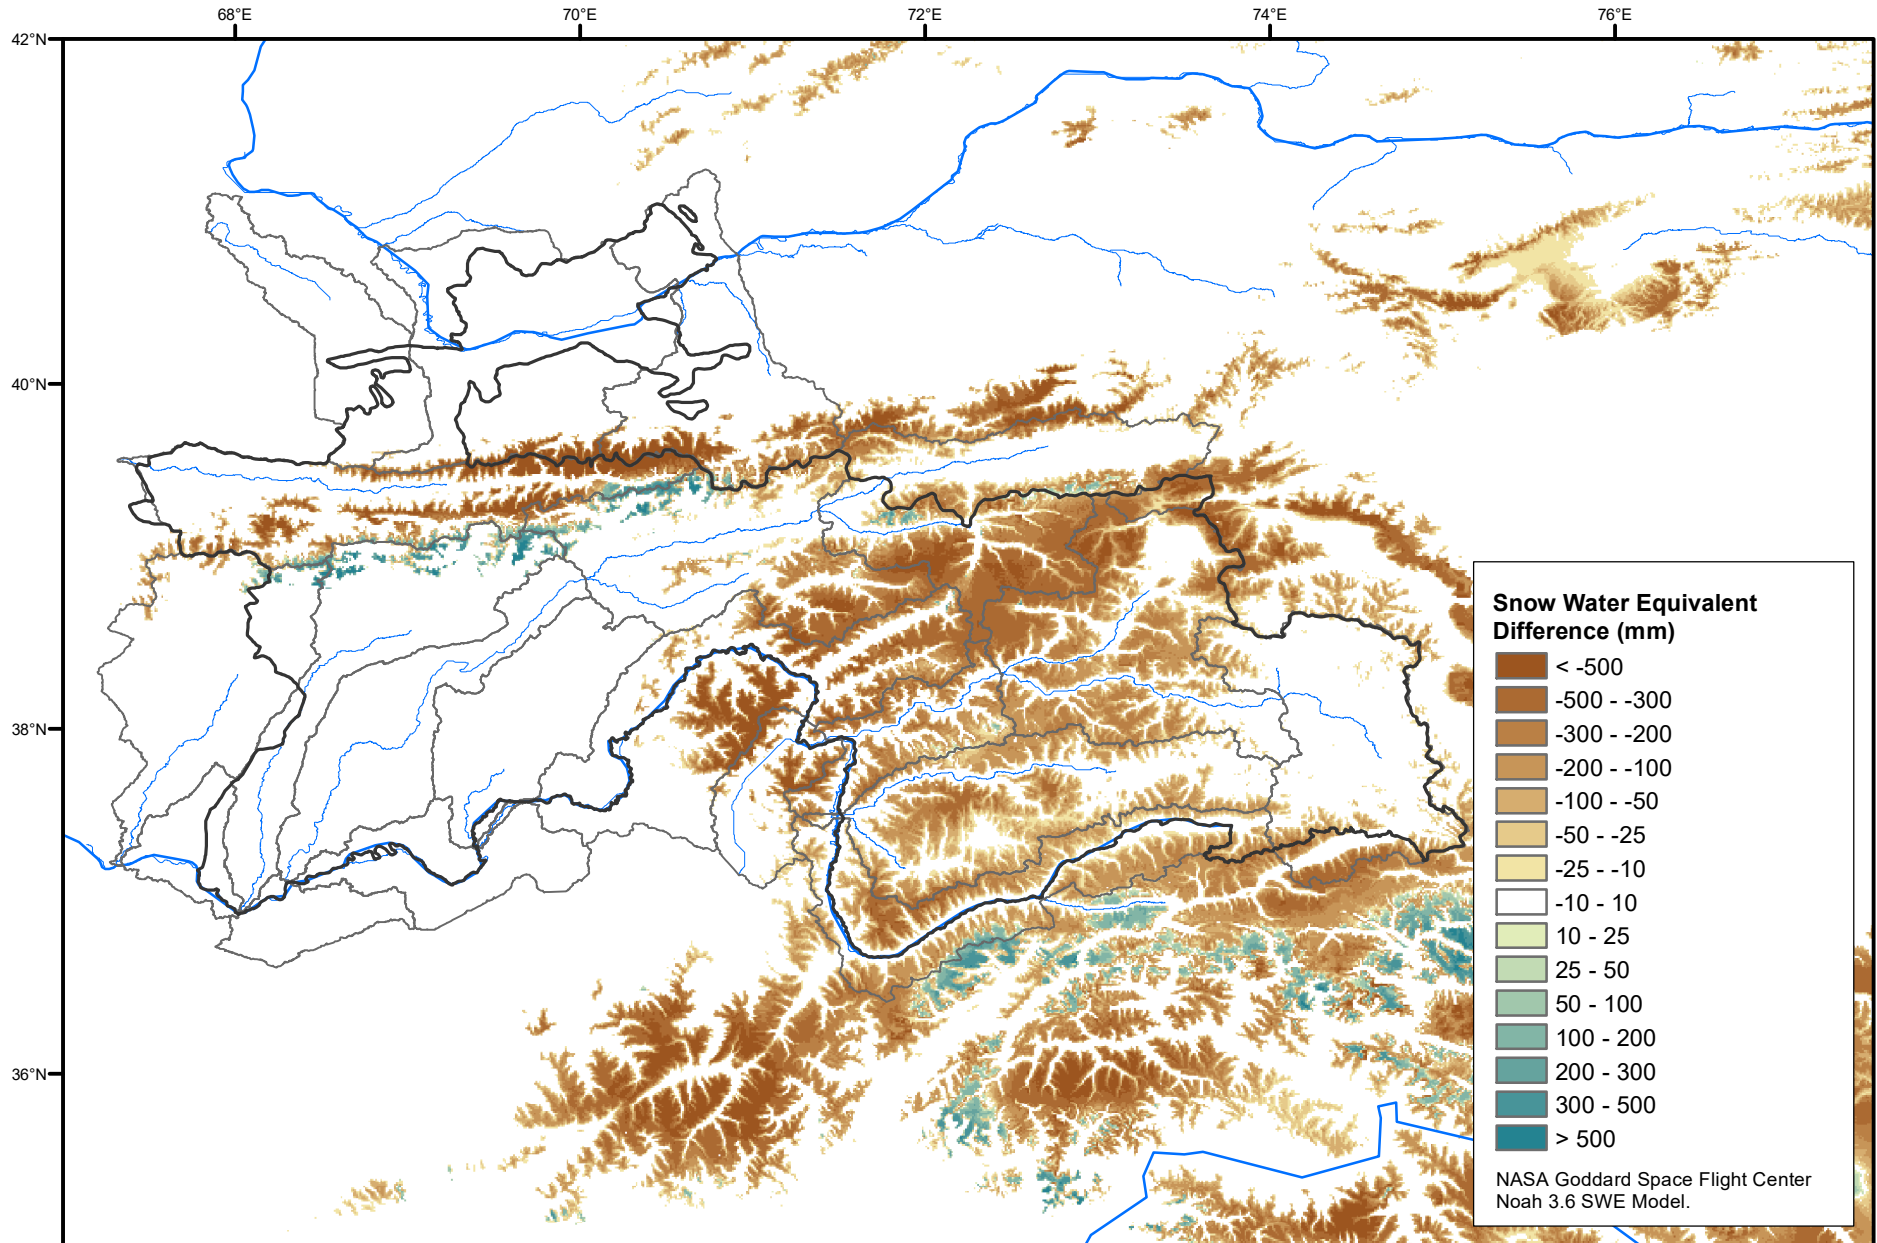 68°E
70°E
72°E
74°E
76°E
42°N
40°N
38°N
36°N
Snow Water Equivalent
Difference (mm)
< -500
-500 - -300
-300 - -200
-200 - -100
-100 - -50
-50 - -25
-25 - -10
-10 - 10
10 - 25
25 - 50
50 - 100
100 - 200
200 - 300
300 - 500
> 500
NASA Goddard Space Flight Center
Noah 3.6 SWE Model.